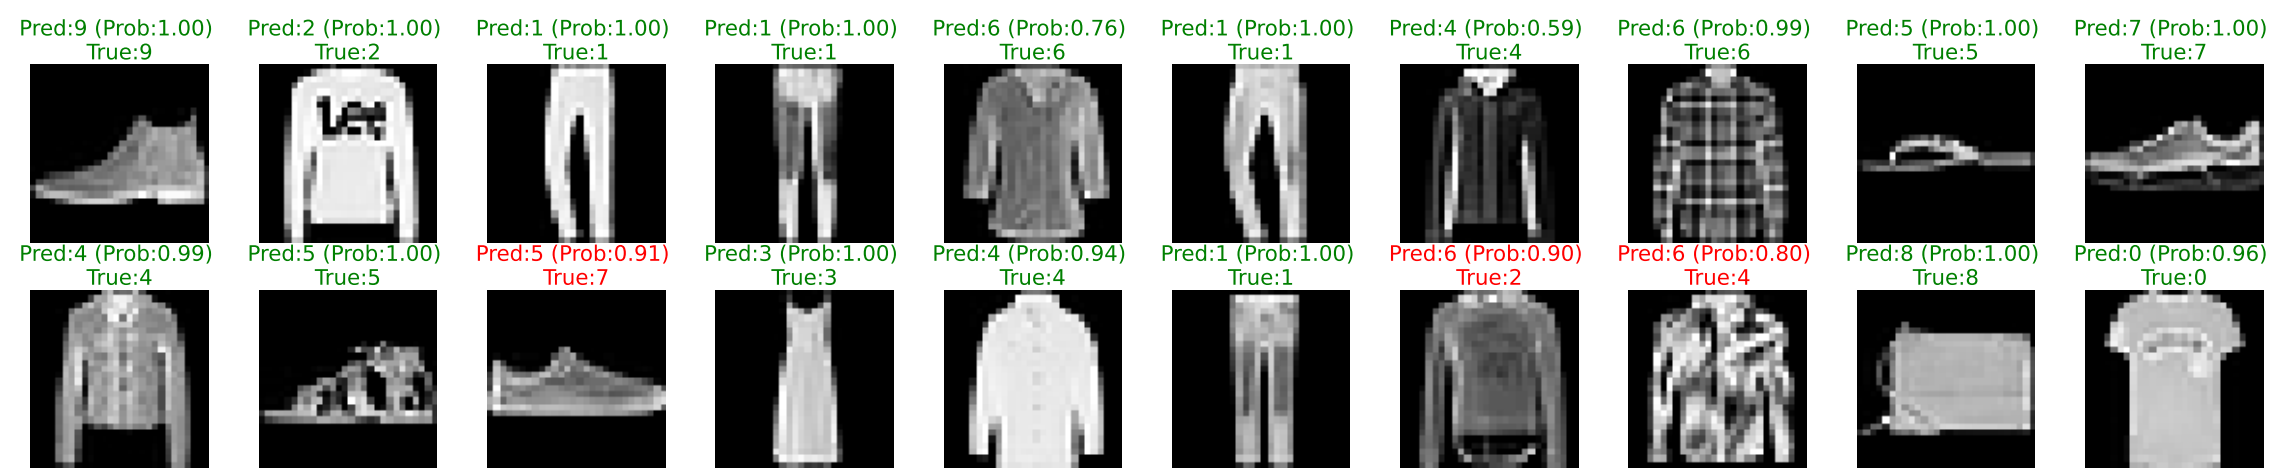 Pred:9 (Prob:1.00) Pred:2 (Prob:1.00) Pred:1 (Prob:1.00) Pred:1 (Prob:1.00) Pred:6 (Prob:0.76) Pred:1 (Prob:1.00) Pred:4 (Prob:0.59) Pred:6 (Prob:0.99) Pred:5 (Prob:1.00) Pred:7 (Prob:1.00)
True:9 True:2 True:1 True:1 True:6 True:1 True:4 True:6 True:5 True:7
Lee
Pred:4 (Prob:0.99) Pred:5 (Prob:1.00) Pred:5 (Prob:0.91) Pred:3 (Prob:1.00) Pred:4 (Prob:0.94) Pred:1 (Prob:1.00) Pred:6 (Prob:0.90) Pred:6 (Prob:0.80) Pred:8 (Prob:1.00) Pred:0 (Prob:0.96)
True:4 True:5 True:7 True:3 True:4 True:1 True:2 True:4 True:8 True:0